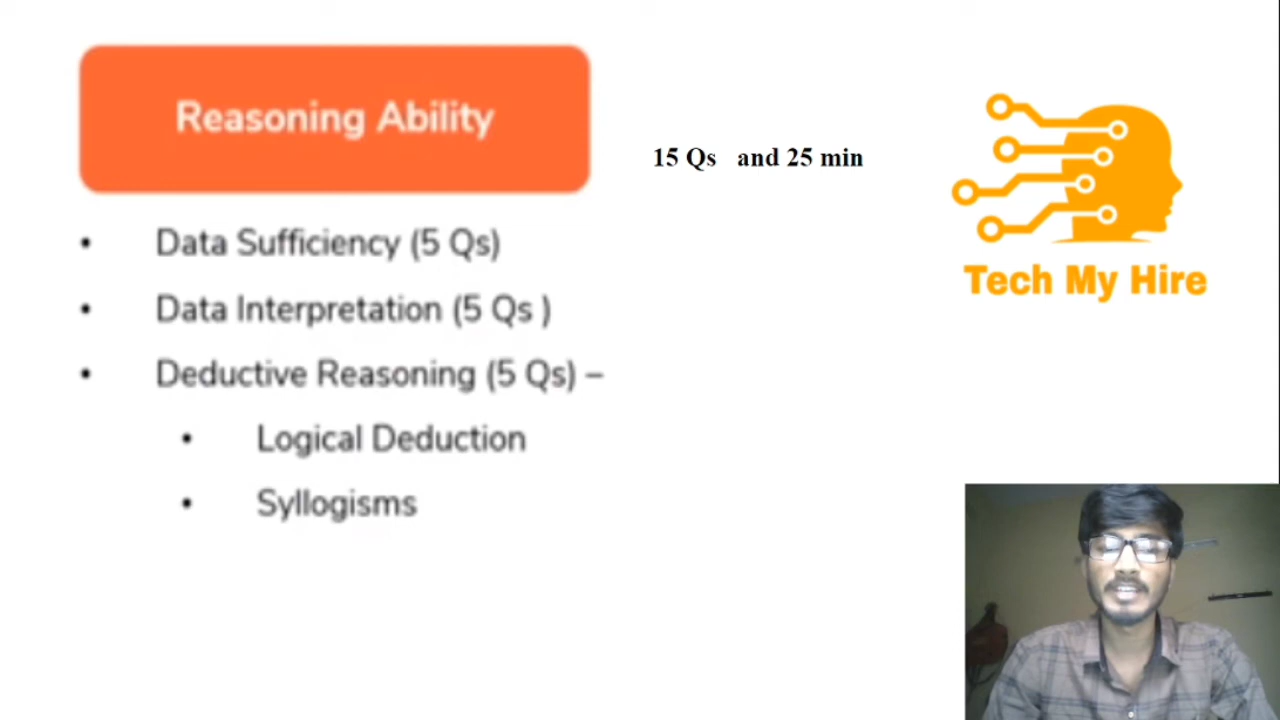 Reasoning Ability
15 Qs and 25 min
• Data Sufficiency (5 Qs)
• Data Interpretation (5 Qs )
• Deductive Reasoning (5 Qs) –
• Logical Deduction
• Syllogisms
Tech My Hire